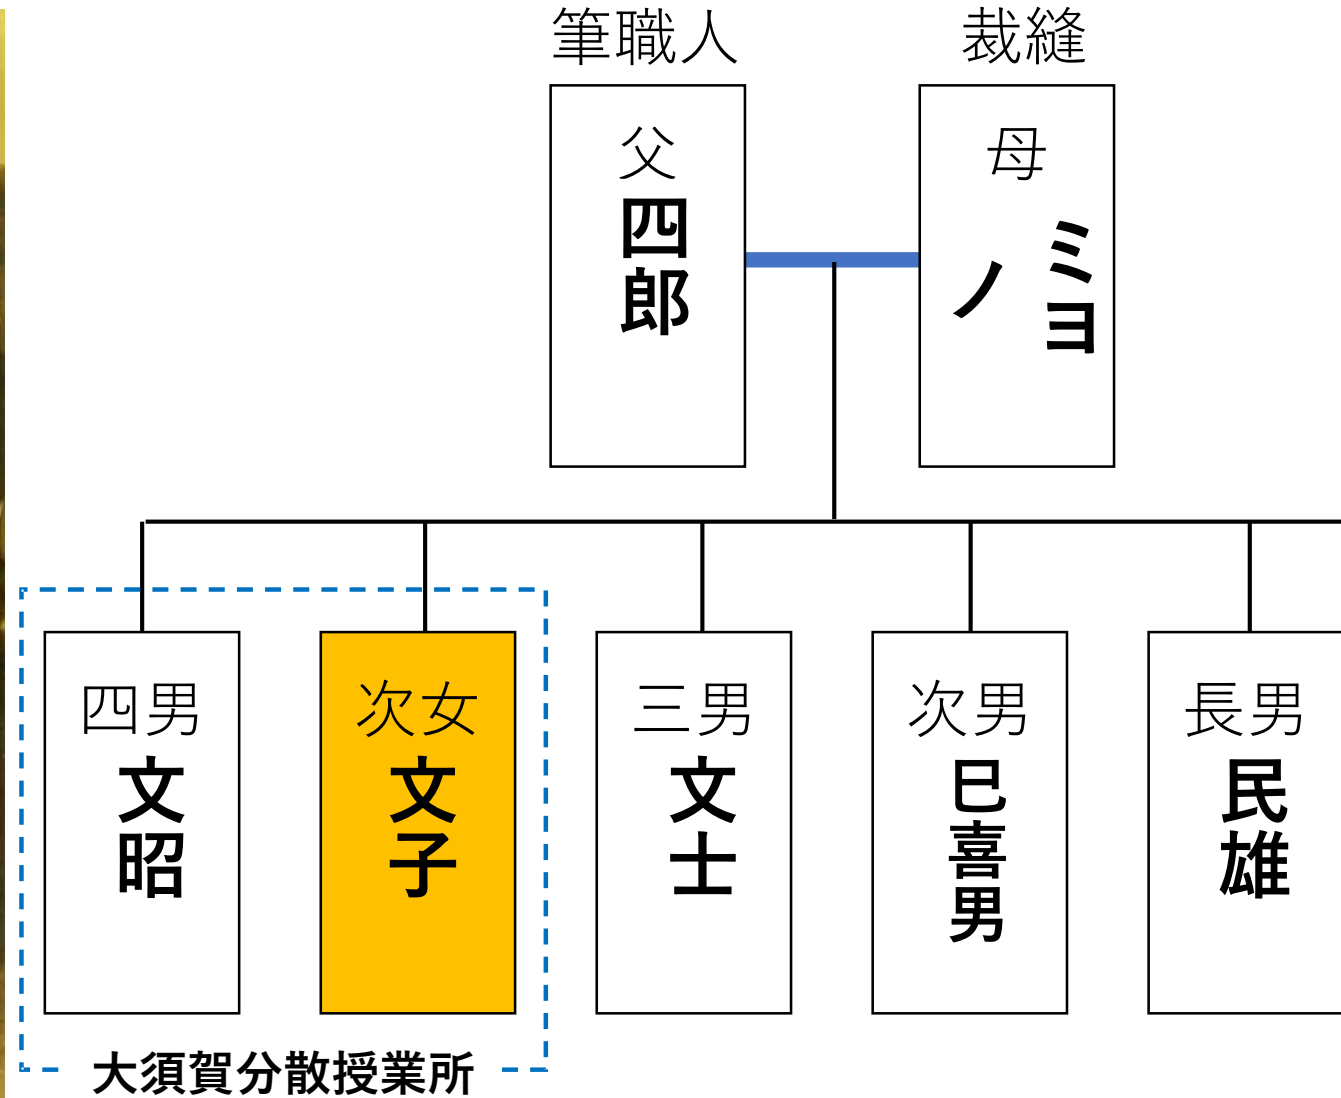 筆職人
裁縫
父
四郎
母
ミヨ
ノ
四男
文昭
次女
文子
三男
文士
次男
巳喜男
長男
民雄
大須賀分散授業所